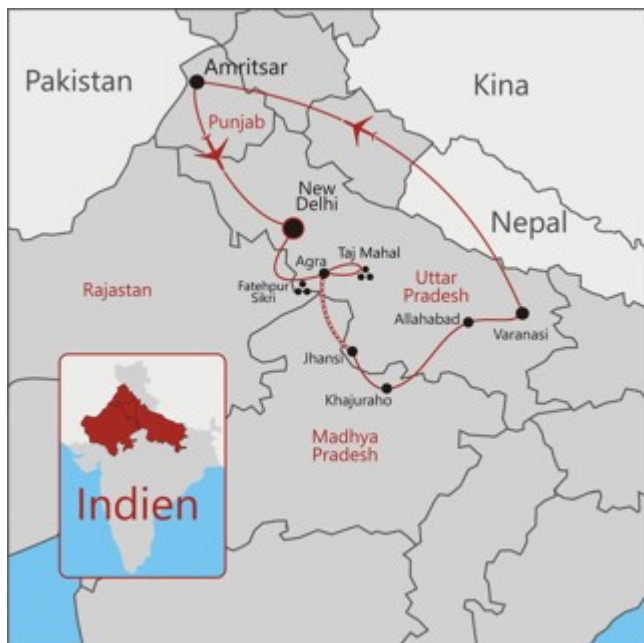 Pakistan
Amritsar
Kina
Punjab
New
Delhi
Nepal
Agra
Taj Mahal
Rajastan
Fatehpur
Sikri
Uttar
Pradesh
Allahabad
Varanasi
Jhansi
Khajuraho
Madhya
Pradesh
Indien